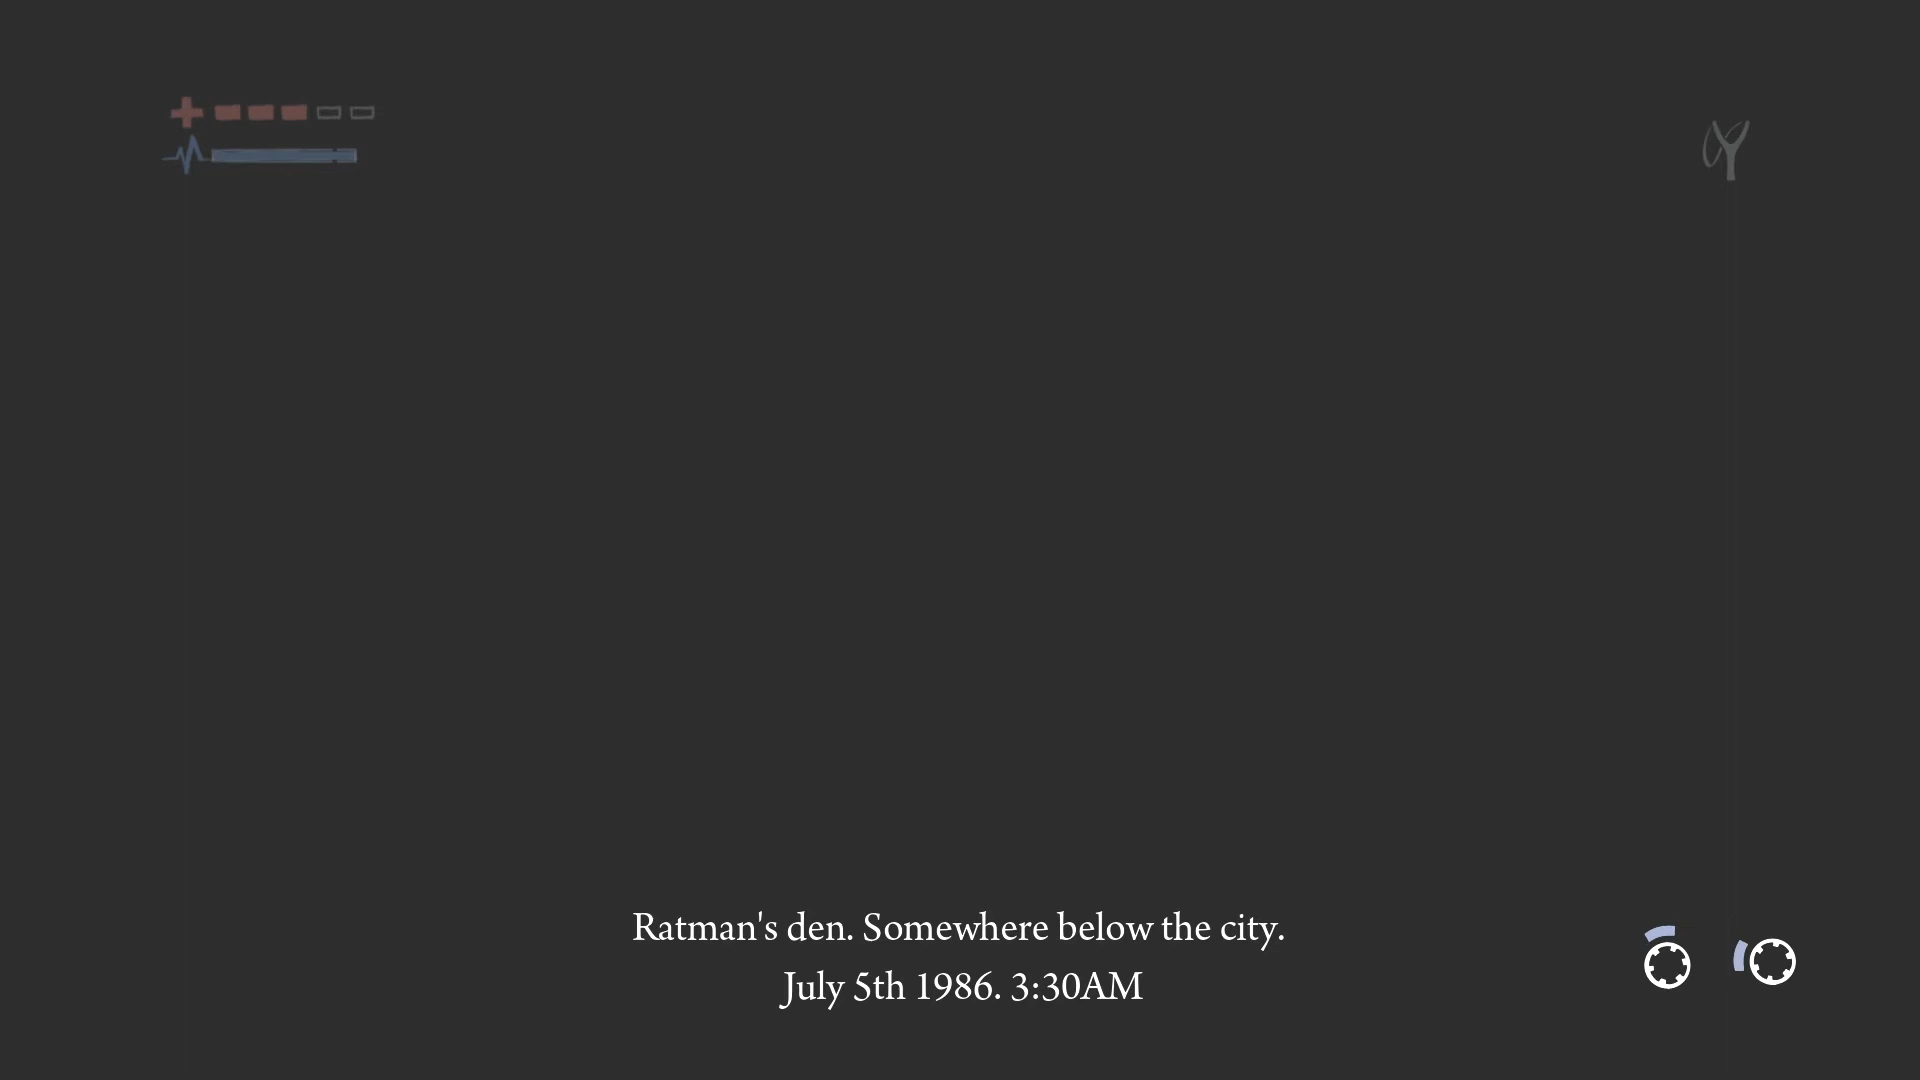 Ratman's den. Somewhere below the city.
July 5th 1986. 3:30AM